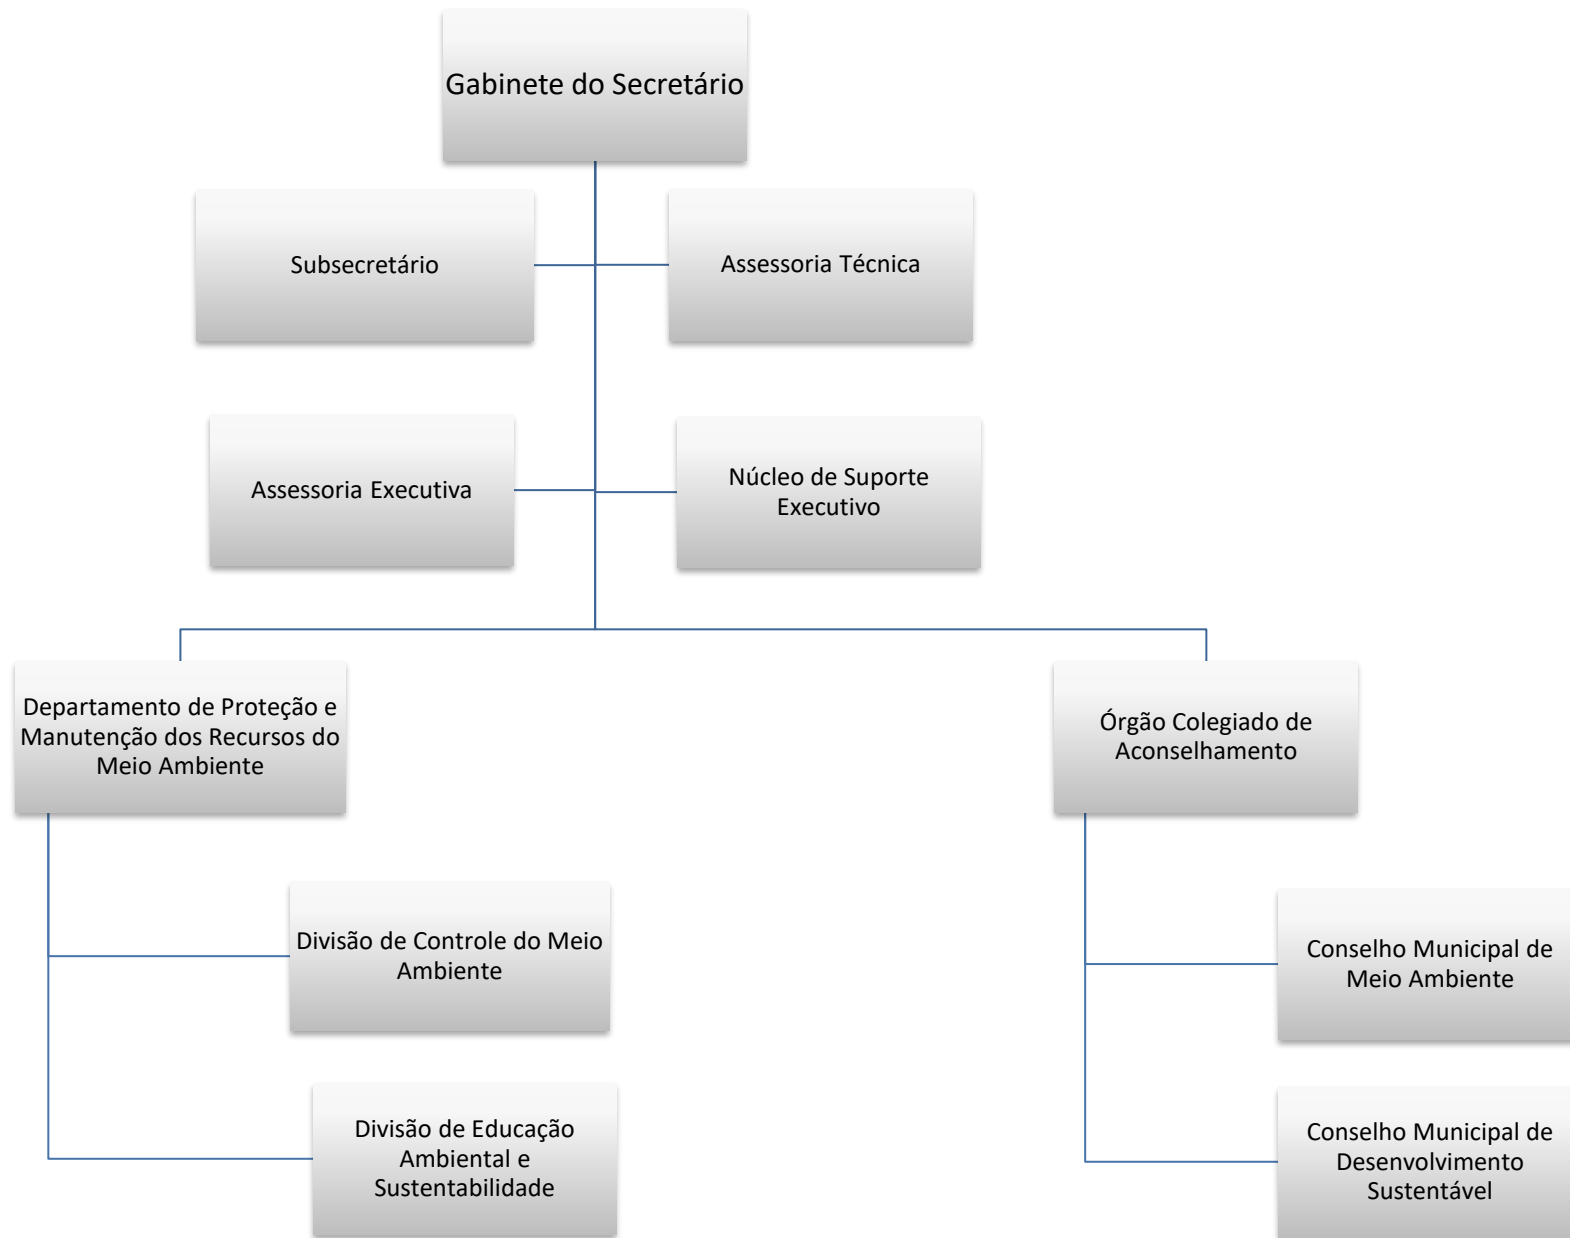 Gabinete do Secretário
Subsecretário
Assessoria Técnica
Assessoria Executiva
Núcleo de Suporte
Executivo
Departamento de Proteção e
Manutenção dos Recursos do
Meio Ambiente
Órgão Colegiado de
Aconselhamento
Divisão de Controle do Meio
Ambiente
Conselho Municipal de
Meio Ambiente
Divisão de Educação
Ambiental e
Sustentabilidade
Conselho Municipal de
Desenvolvimento
Sustentável